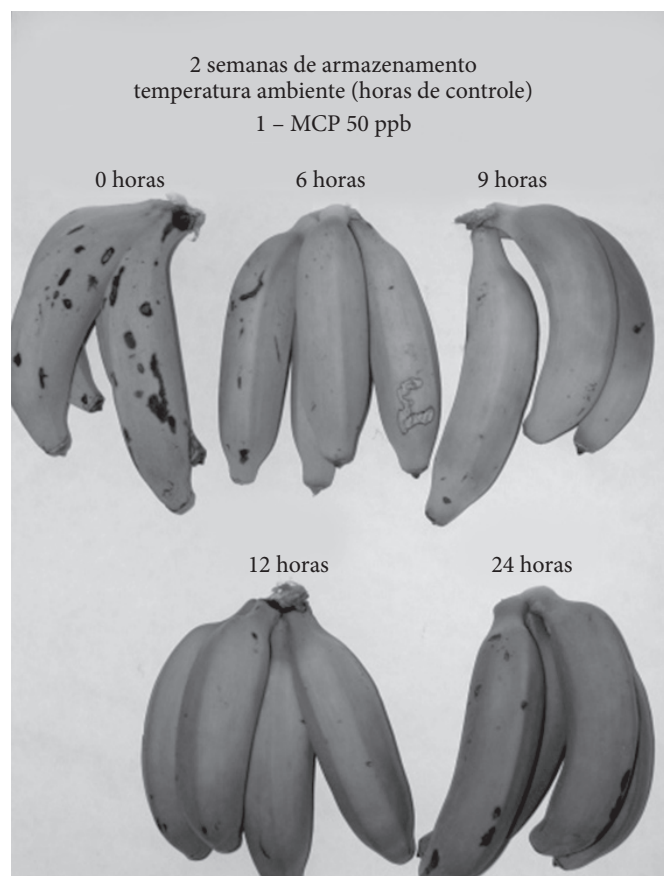 2 semanas de armazenamento
temperatura ambiente (horas de controle)
1 – MCP 50 ppb
0 horas
6 horas
9 horas
12 horas
24 horas